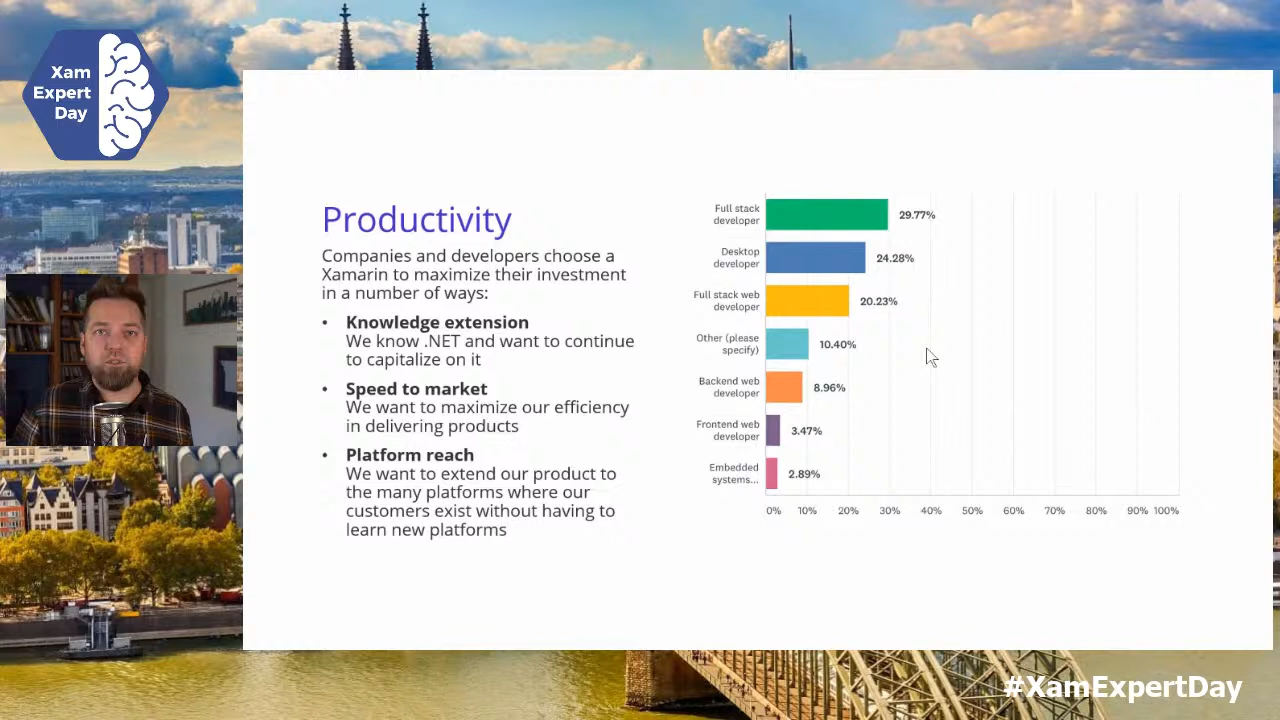 Xam
Expert
Day
Productivity
Companies and developers choose a
Xamarin to maximize their investment
in a number of ways:
• Knowledge extension
We know .NET and want to continue
to capitalize on it
• Speed to market
We want to maximize our efficiency
in delivering products
• Platform reach
We want to extend our product to
the many platforms where our
customers exist without having to
learn new platforms
Full stack
developer
29.77%
Desktop
developer
24.28%
Full stack web
developer
20.23%
Other (please
specify)
10.40%
Backend web
developer
8.96%
Frontend web
developer
3.47%
Embedded
systems...
2.89%
0% 10% 20% 30% 40% 50% 60% 70% 80% 90% 100%
#XamExpertDay